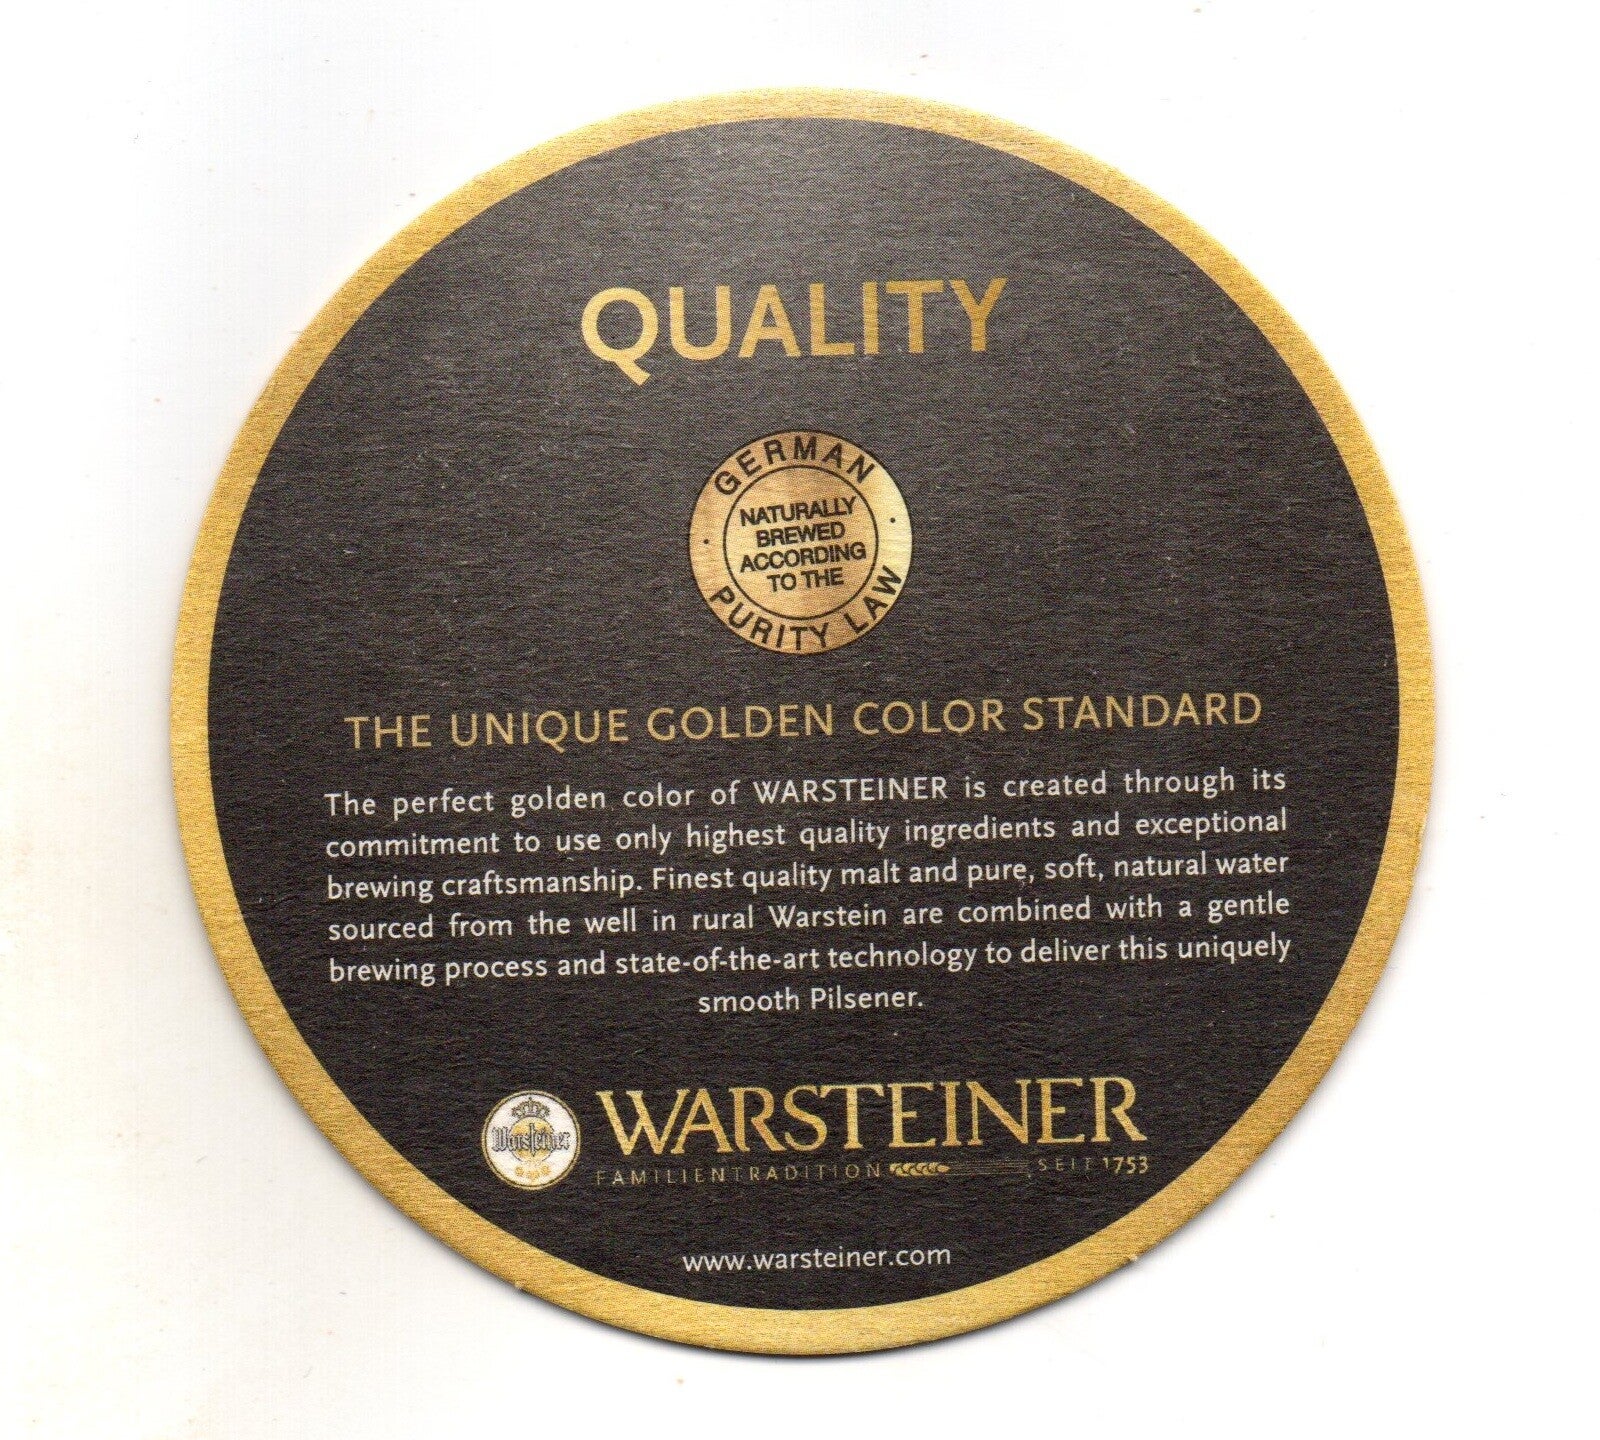 QUALITY
GERMAN
NATURALLY
BREWED
ACCORDING
TO THE
PURITY LAW
THE UNIQUE GOLDEN COLOR STANDARD
The perfect golden color of WARSTEINER is created through its
commitment to use only highest quality ingredients and exceptional
brewing craftsmanship. Finest quality malt and pure, soft, natural water
sourced from the well in rural Warstein are combined with a gentle
brewing process and state-of-the-art technology to deliver this uniquely
smooth Pilsener.
Warsteiner
WARSTEINER
FAMILIENTRADITION SEIT 1753
www.warsteiner.com